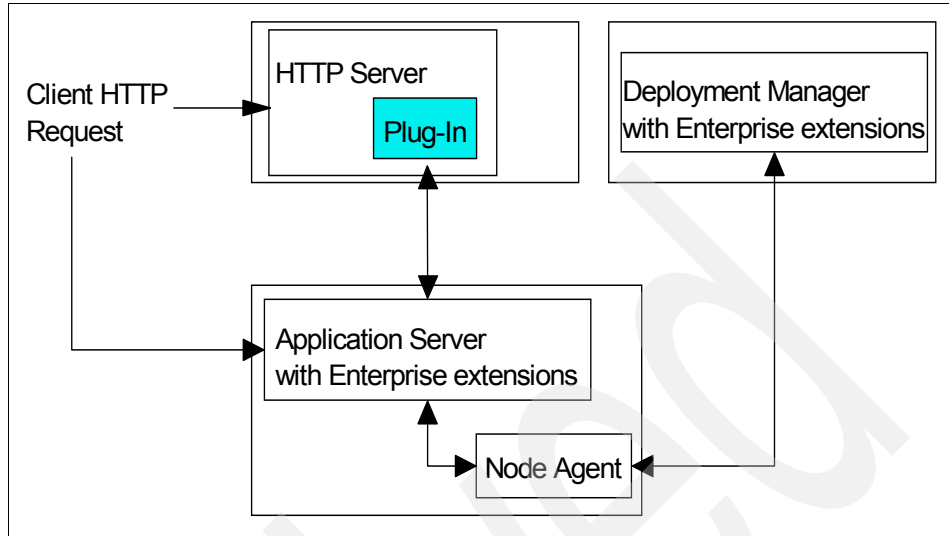 Client HTTP
Request
HTTP Server
Plug-In
Deployment Manager
with Enterprise extensions
Application Server
with Enterprise extensions
Node Agent